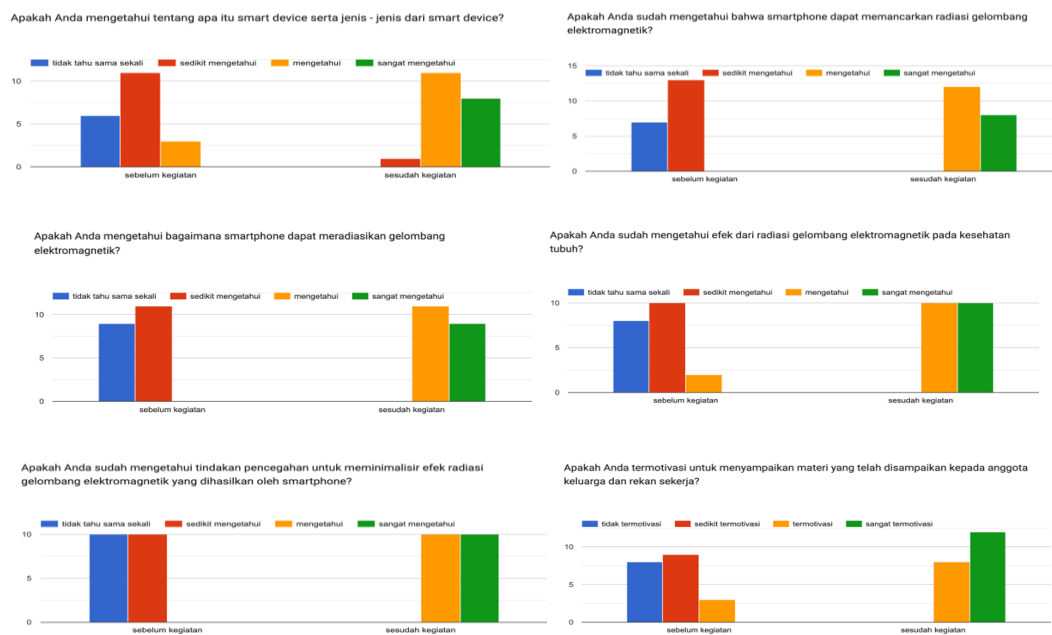 Apakah Anda mengetahui tentang apa itu smart device serta jenis - jenis dari smart device?
tidak tahu sama sekali sedikit mengetahui mengetahui sangat mengetahui
10
5
0
sebelum kegiatan sesudah kegiatan
Apakah Anda sudah mengetahui bahwa smartphone dapat memancarkan radiasi gelombang
elektromagnetik?
15
tidak tahu sama sekali sedikit mengetahui mengetahui sangat mengetahui
10
5
0
sebelum kegiatan sesudah kegiatan
Apakah Anda mengetahui bagaimana smartphone dapat meradiasikan gelombang
elektromagnetik?
tidak tahu sama sekali sedikit mengetahui mengetahui sangat mengetahui
10
5
0
sebelum kegiatan sesudah kegiatan
Apakah Anda sudah mengetahui efek dari radiasi gelombang elektromagnetik pada kesehatan
tubuh?
tidak tahu sama sekali sedikit mengetahui mengetahui sangat mengetahui
10
5
0
sebelum kegiatan sesudah kegiatan
Apakah Anda sudah mengetahui tindakan pencegahan untuk meminimalisir efek radiasi
gelombang elektromagnetik yang dihasilkan oleh smartphone?
tidak tahu sama sekali sedikit mengetahui mengetahui sangat mengetahui
10
5
0
sebelum kegiatan sesudah kegiatan
Apakah Anda termotivasi untuk menyampaikan materi yang telah disampaikan kepada anggota
keluarga dan rekan sekerja?
tidak termotivasi sedikit termotivasi termotivasi sangat termotivasi
10
5
0
sebelum kegiatan sesudah kegiatan